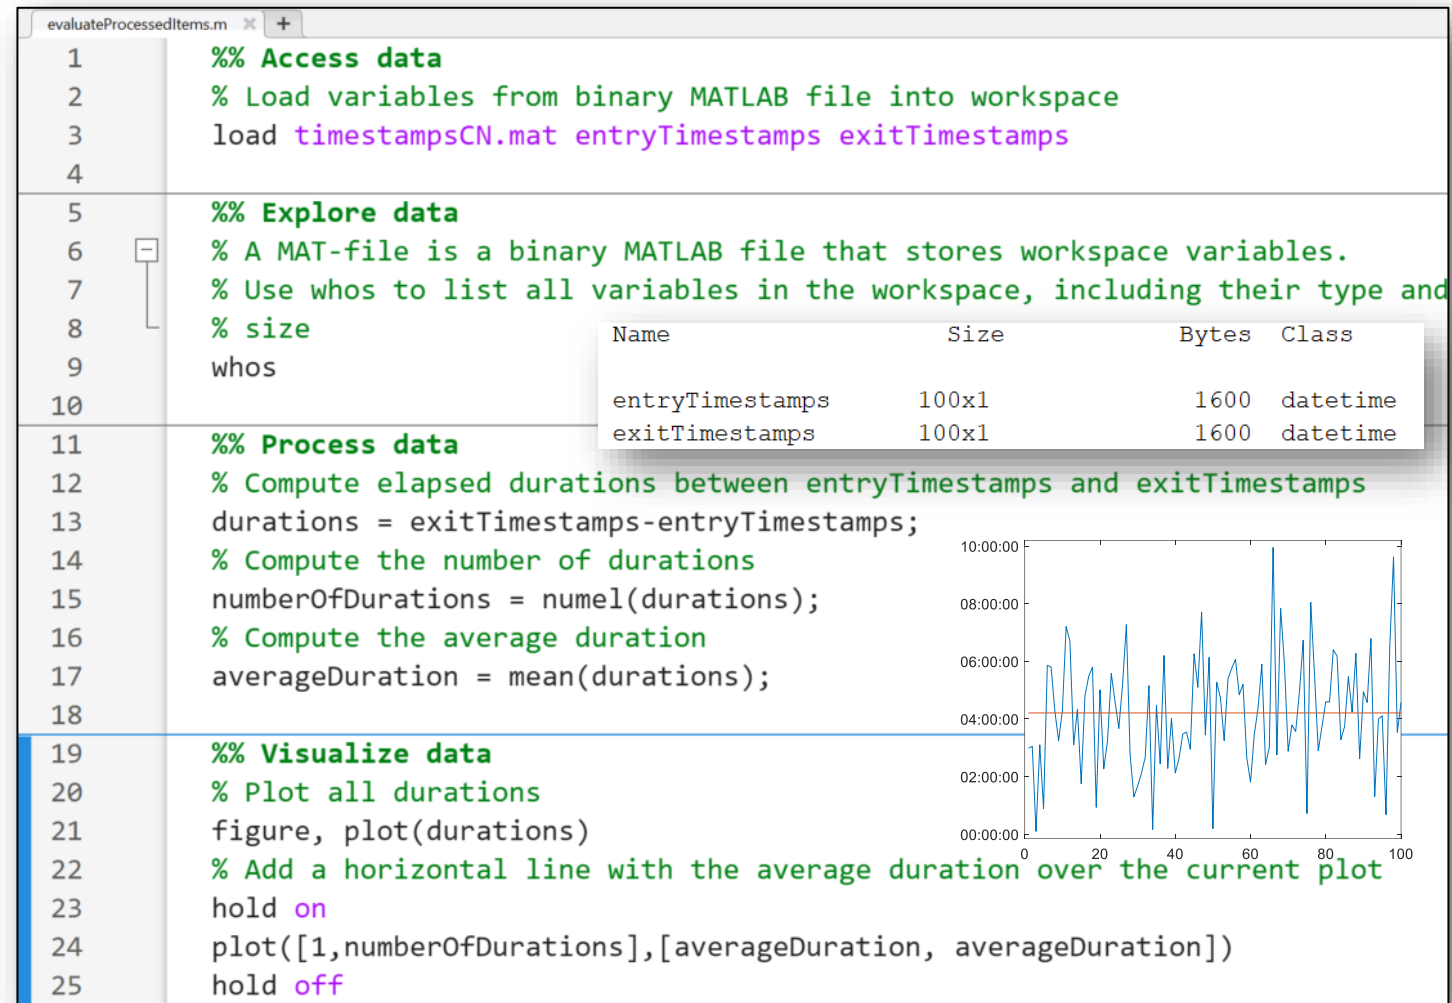 evaluateProcessedItems.m × +
1 %% Access data
2 % Load variables from binary MATLAB file into workspace
3 load timestampsCN.mat entryTimestamps exitTimestamps
4
5 %% Explore data
6 % A MAT-file is a binary MATLAB file that stores workspace variables.
7 % Use whos to list all variables in the workspace, including their type and
8 % size
9 whos
10
Name Size Bytes Class
entryTimestamps 100x1 1600 datetime
exitTimestamps 100x1 1600 datetime
11 %% Process data
12 % Compute elapsed durations between entryTimestamps and exitTimestamps
13 durations = exitTimestamps-entryTimestamps;
14 % Compute the number of durations
15 numberOfDurations = numel(durations);
16 % Compute the average duration
17 averageDuration = mean(durations);
18
10:00:00
08:00:00
06:00:00
04:00:00
02:00:00
00:00:00
0 20 40 60 80 100
19 %% Visualize data
20 % Plot all durations
21 figure, plot(durations)
22 % Add a horizontal line with the average duration over the current plot
23 hold on
24 plot([1,numberOfDurations],[averageDuration, averageDuration])
25 hold off